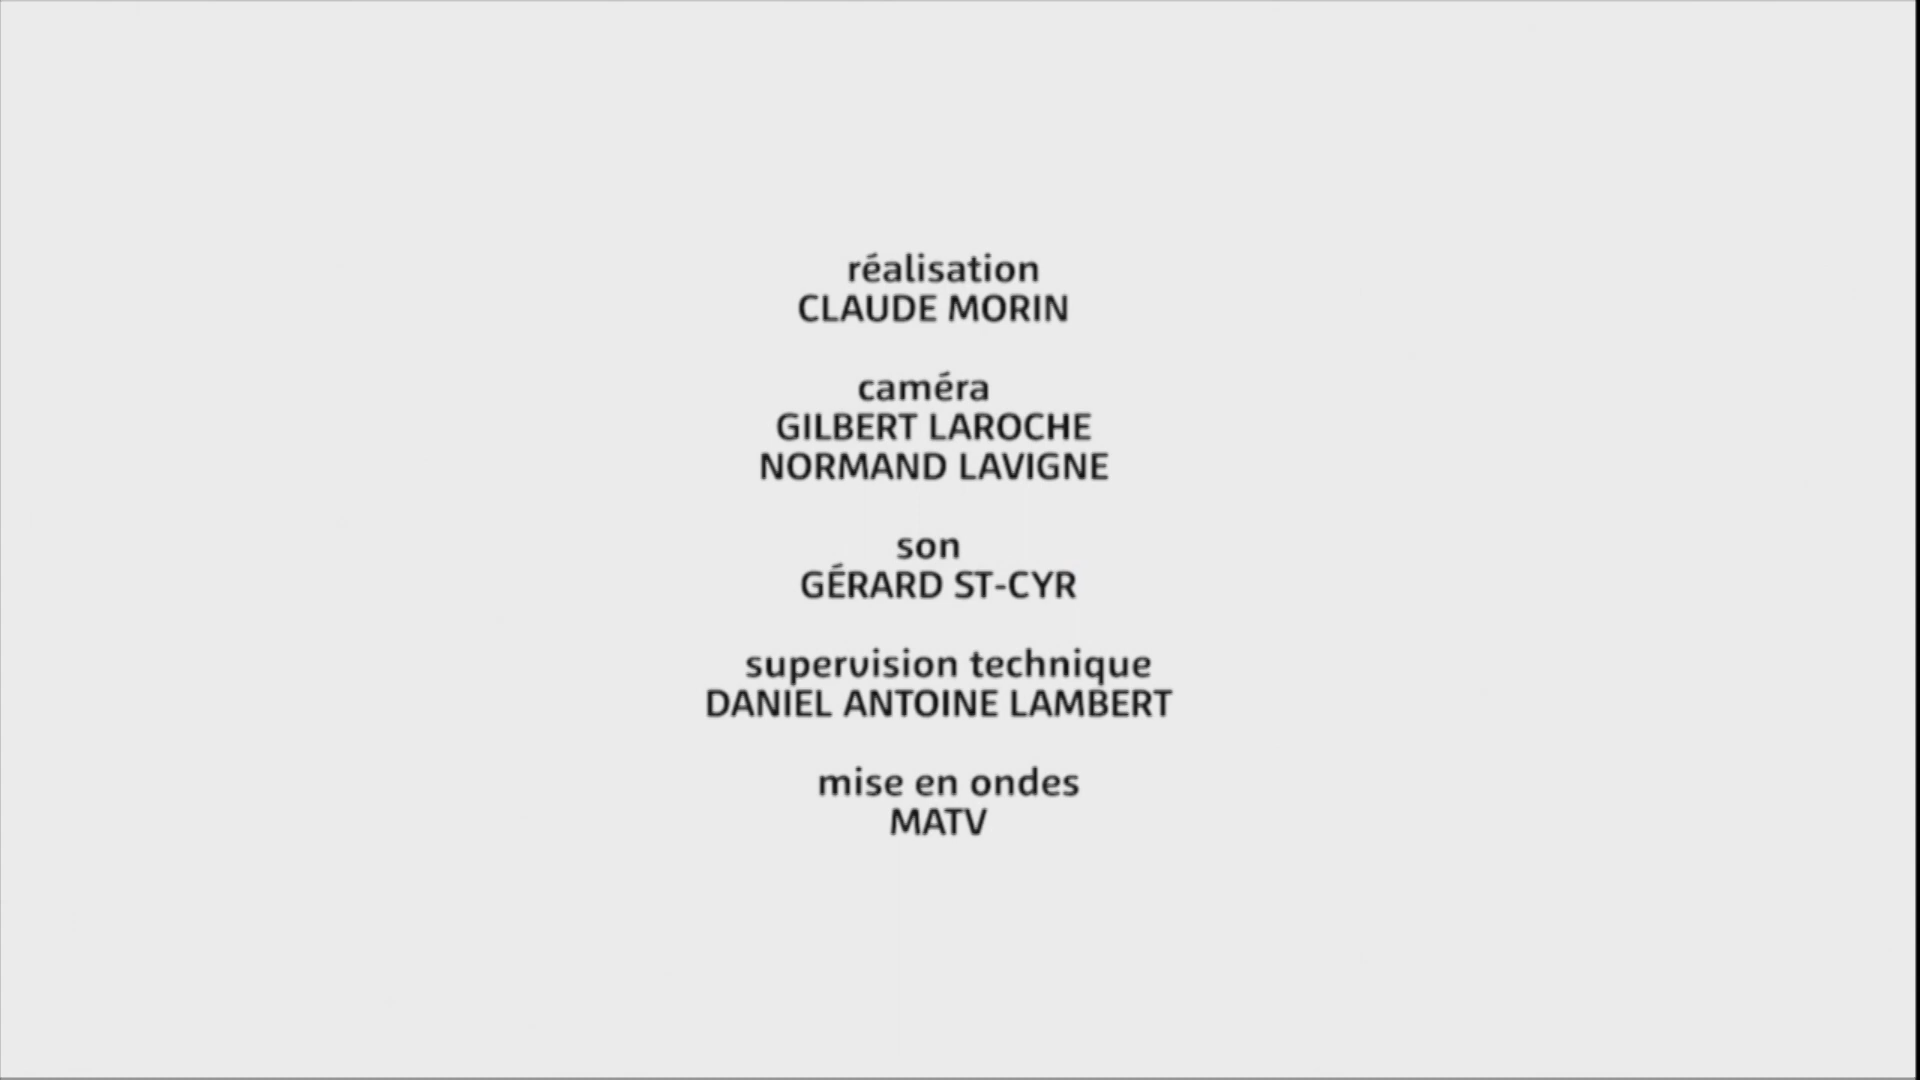 réalisation
CLAUDE MORIN
caméra
GILBERT LAROCHE
NORMAND LAVIGNE
son
GÉRARD ST-CYR
supervision technique
DANIEL ANTOINE LAMBERT
mise en ondes
MATV